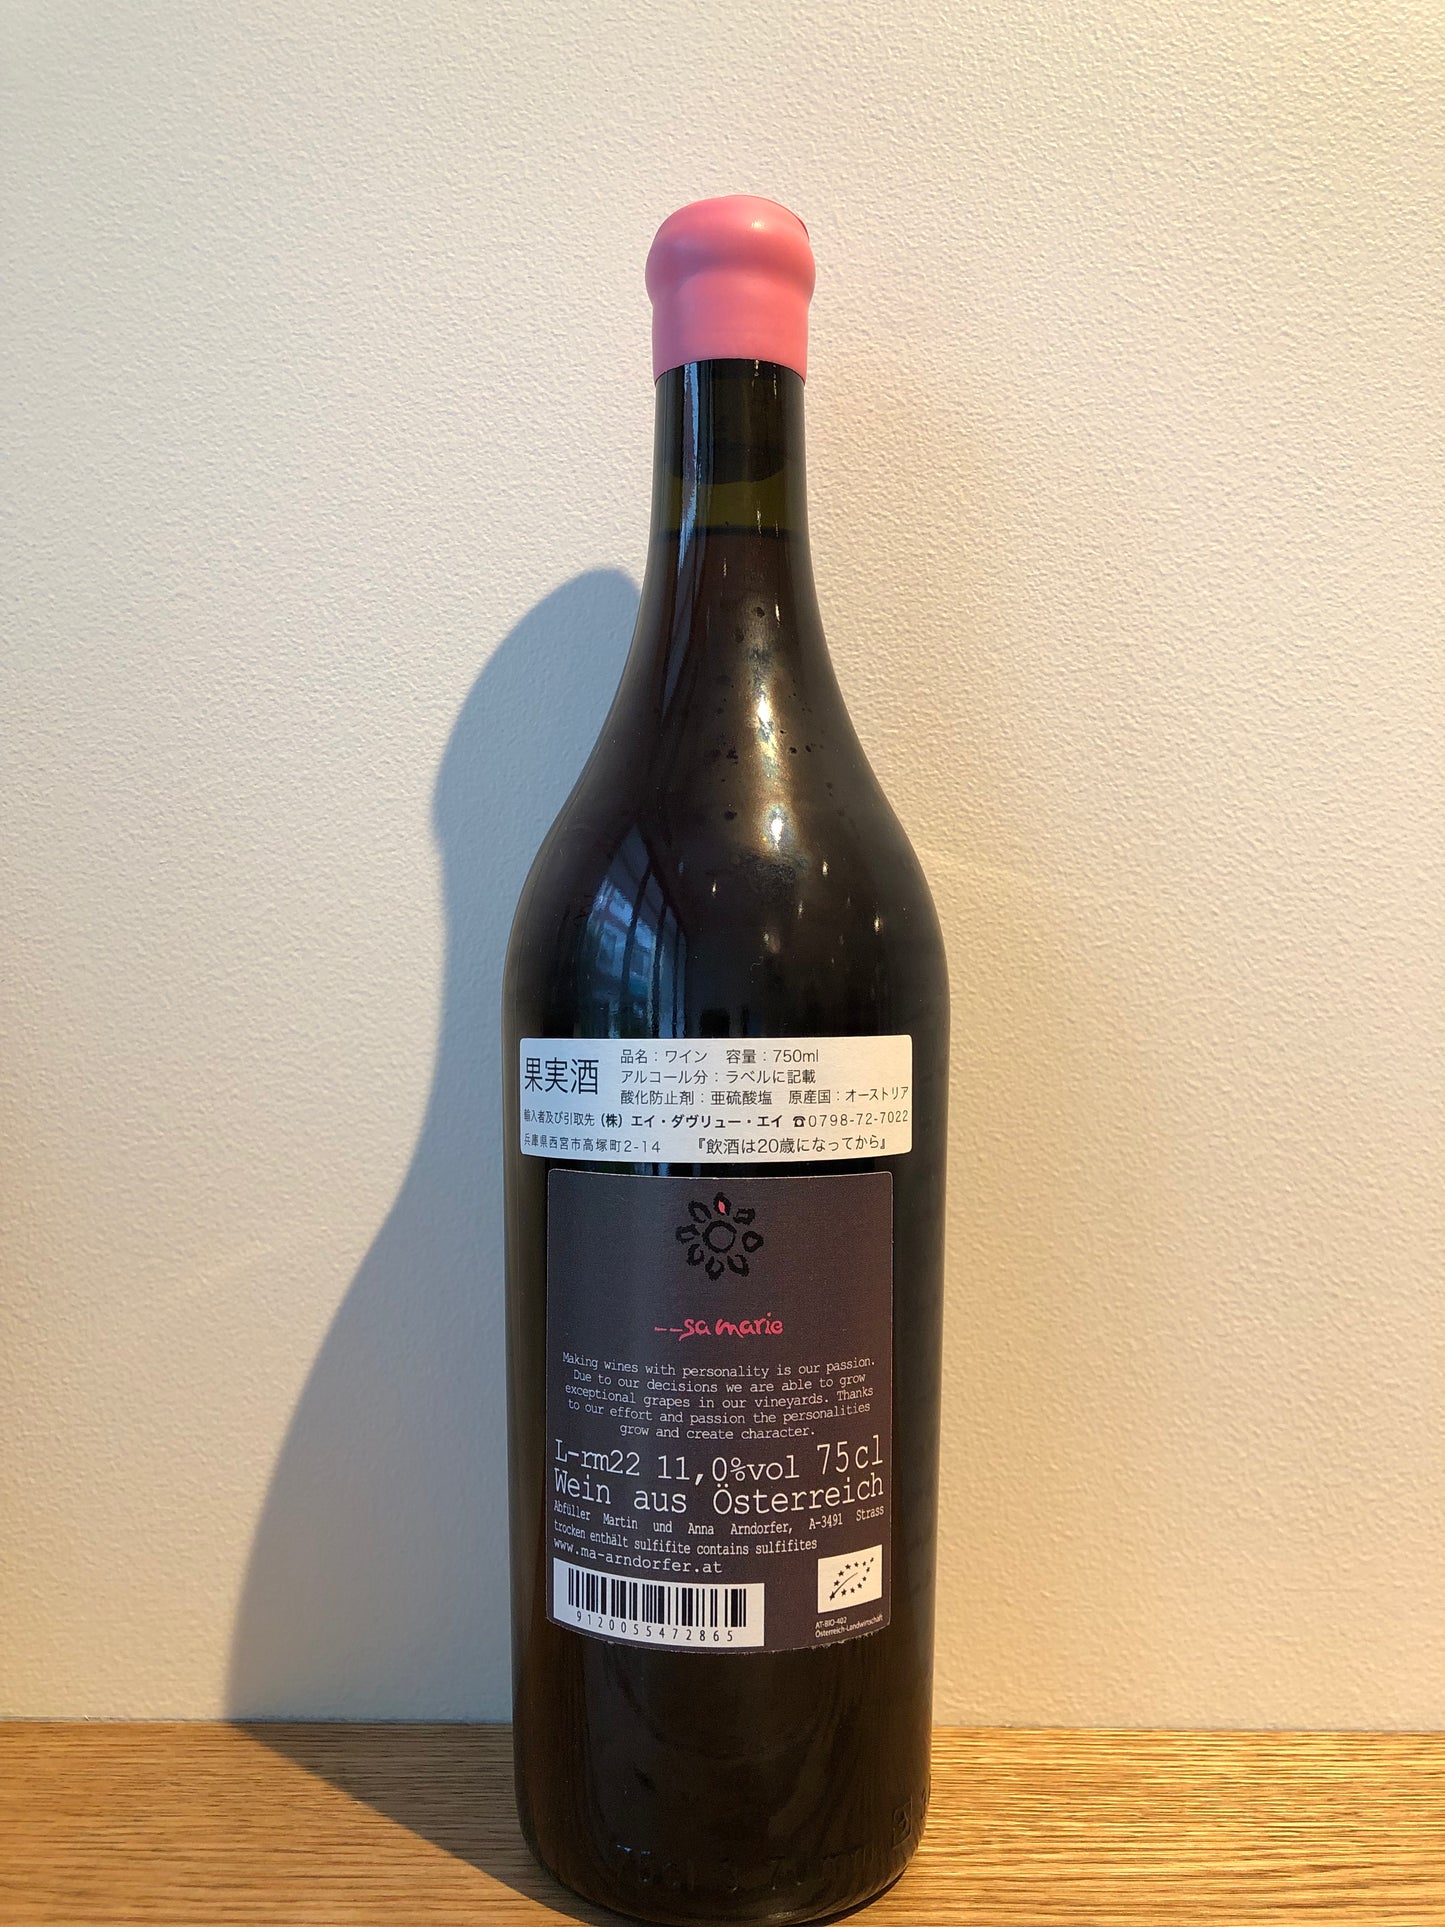 果実酒
品名：ワイン　容量：750ml
アルコール分：ラベルに記載
酸化防止剤：亜硫酸塩　原産国：オーストリア
輸入者及び引取先（株）エイ・ダヴリュー・エイ ☎0798-72-7022
兵庫県西宮市高塚町2-14　『飲酒は20歳になってから』
--sa marie
Making wines with personality is our passion.
Due to our decisions we are able to grow
exceptional grapes in our vineyards. Thanks
to our effort and passion the personalities
grow and create character.
L-rm22 11,0%vol 75cl
Wein aus Österreich
Abfüller Martin und Anna Arndorfer, A-3491 Strass
trocken enthält sulfifite contains sulfifites
www.ma-arndorfer.at
9120055472865
AT-BIO-402
Österreich-Landwirtschaft